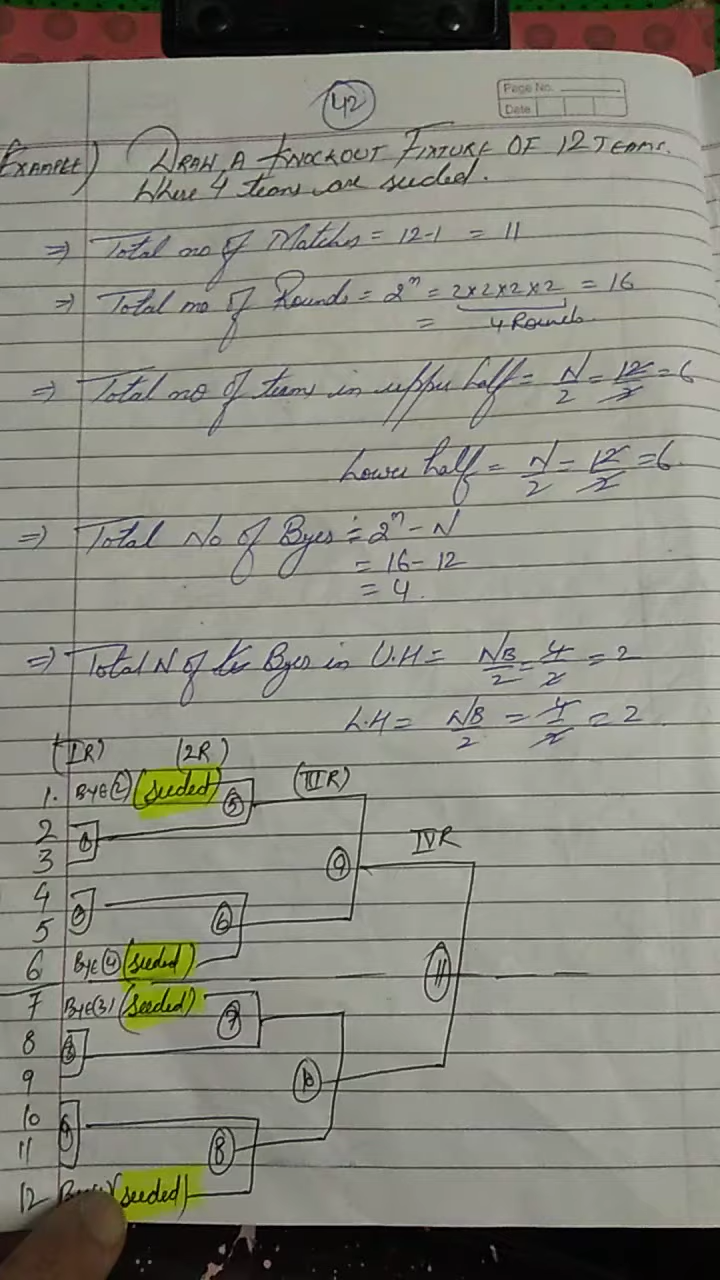 42
Page No.
Date
EXAMPLE) DRAW A KNOCKOUT FIXTURE OF 12 TEAMS.
Where 4 teams are seeded.
⇒ Total no of Matches = 12-1 = 11
⇒ Total no of Rounds = 2ⁿ = 2×2×2×2 = 16
= 4 Rounds
⇒ Total no of teams in upper half = N/2 = 12/2 = 6
Lower half = N/2 = 12/2 = 6.
⇒ Total No of Byes = 2ⁿ - N
= 16-12
= 4.
⇒ Total N of Byes in U.H = NB/2 = 4/2 = 2
L.H = NB/2 = 4/2 = 2
(IR) (2R) (IIIR) IVR
1. BYE(2) (seeded) 5
2
3
9
4
5
6
6 BYE(4) (seeded)
11
7 BYE(3) (seeded) 7
8
9
10
10
11
8
12 (seeded)